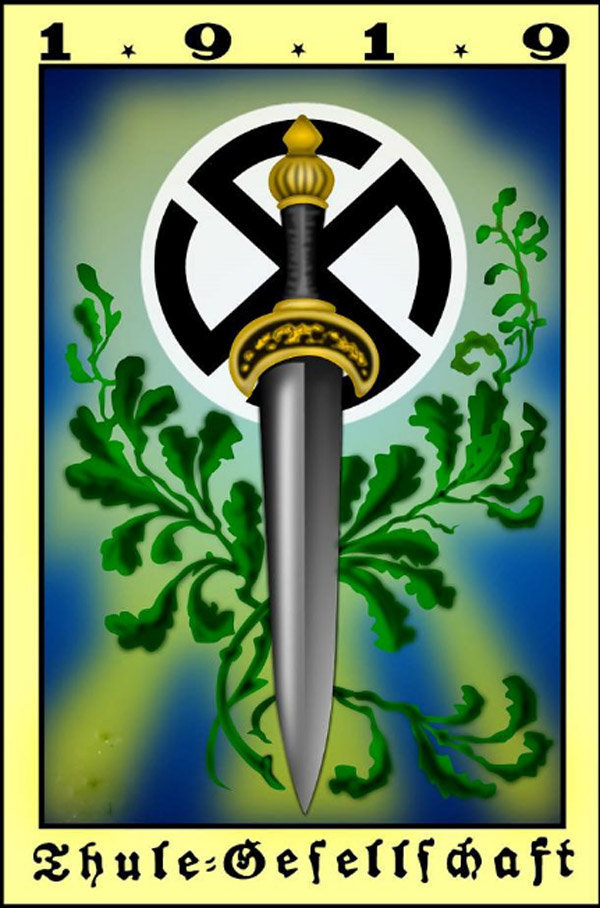 1 ★ 9 ★ 1 ★ 9
Thule=Geſellſchaft